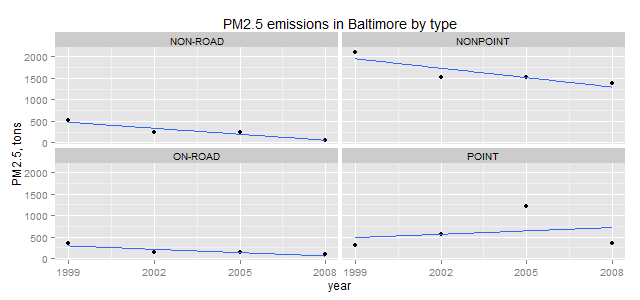 PM2.5 emissions in Baltimore by type
NON-ROAD
NONPOINT
2000
1500
1000
500
0
ON-ROAD
POINT
2000
1500
1000
500
0
PM2.5, tons
1999
2002
2005
2008
1999
2002
2005
2008
year